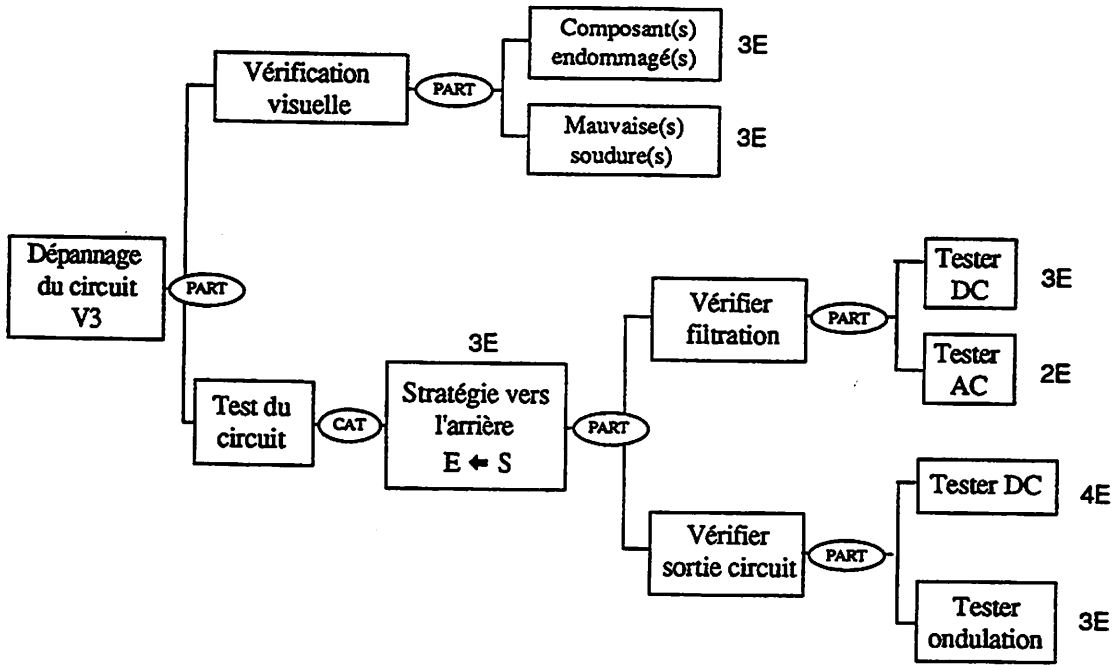 Composant(s)
endommagé(s)
3E
Vérification
visuelle
PART
Mauvaise(s)
soudure(s)
3E
Dépannage
du circuit
V3
PART
Vérifier
filtration
PART
Tester
DC
3E
Tester
AC
2E
3E
Test du
circuit
CAT
Stratégie vers
l'arrière
E ⇐ S
PART
Vérifier
sortie circuit
PART
Tester DC
4E
Tester
ondulation
3E